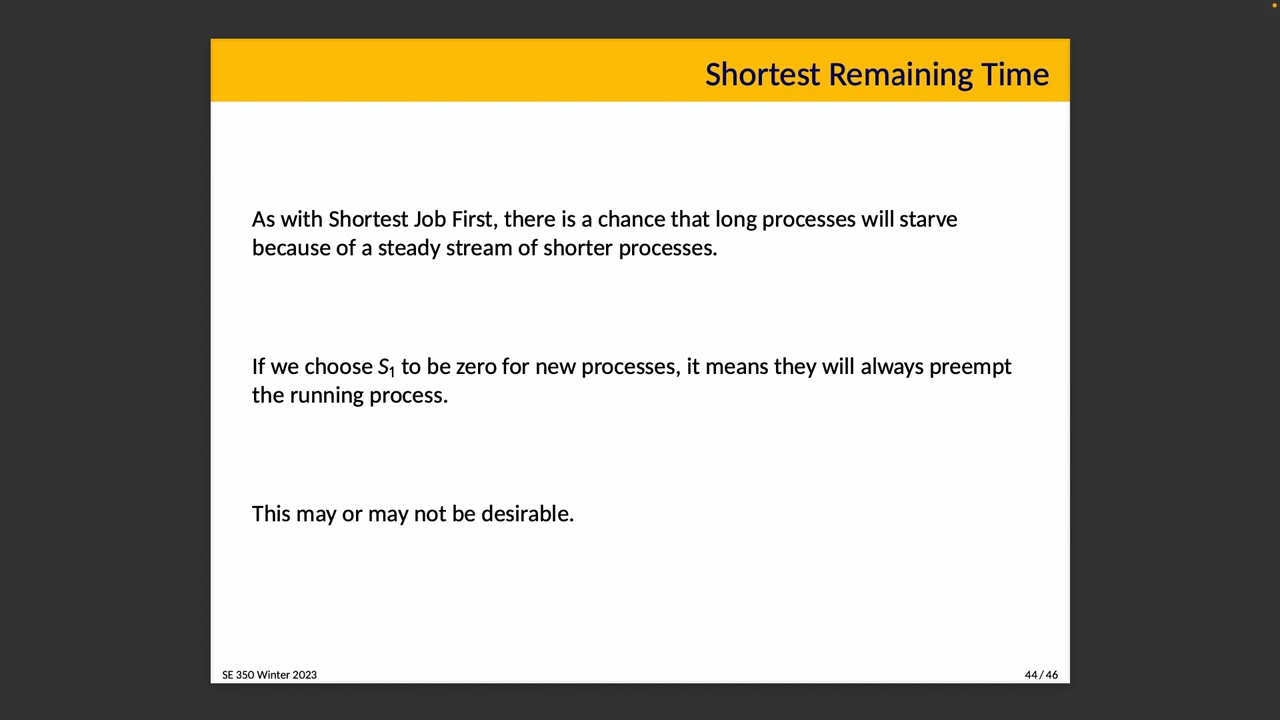 Shortest Remaining Time
As with Shortest Job First, there is a chance that long processes will starve
because of a steady stream of shorter processes.
If we choose S₁ to be zero for new processes, it means they will always preempt
the running process.
This may or may not be desirable.
SE 350 Winter 2023
44 / 46